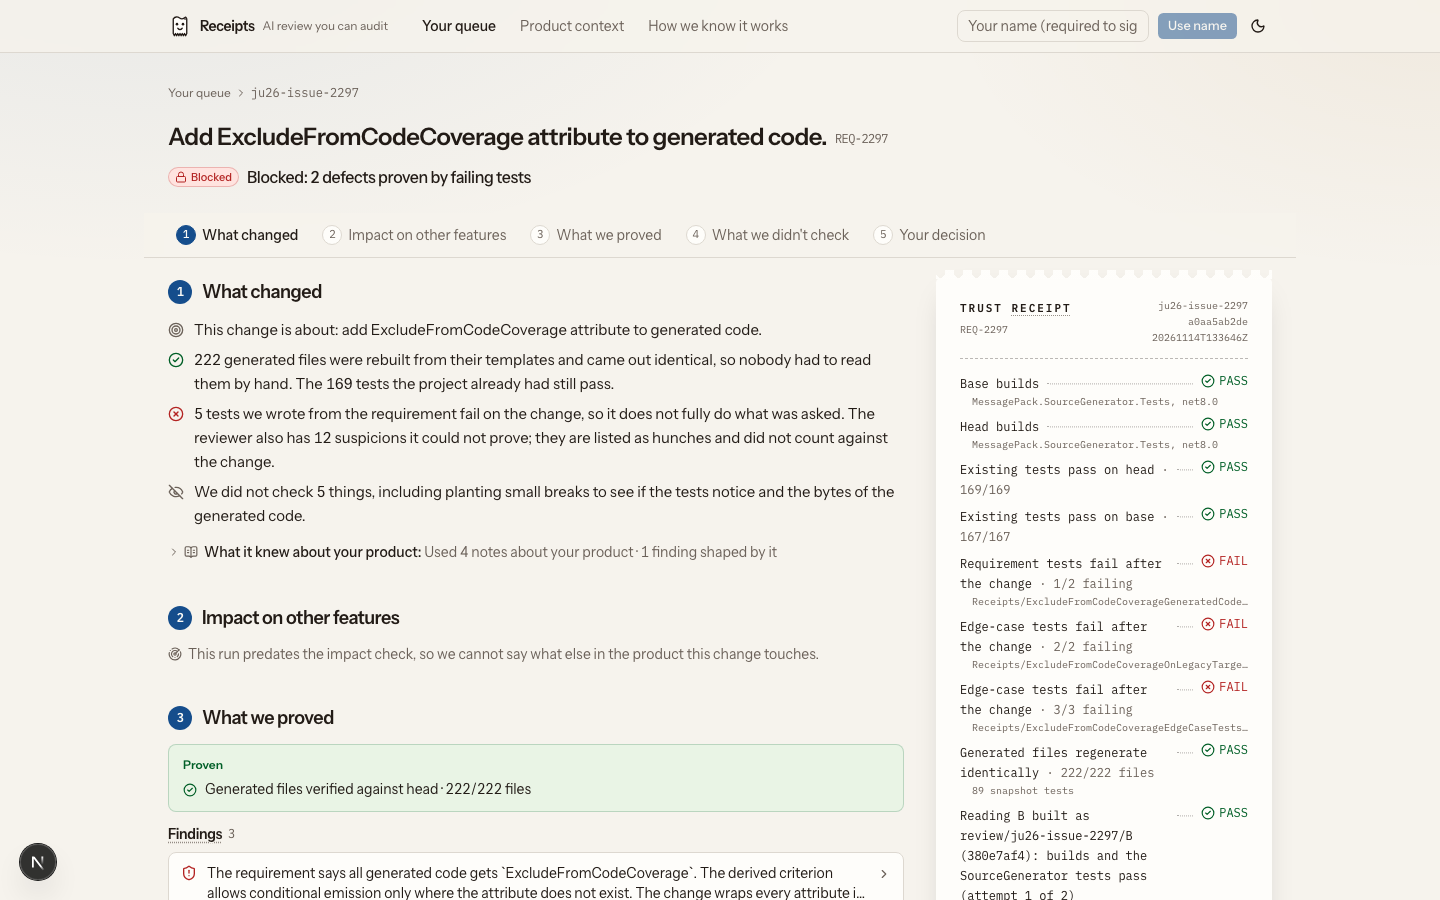 Receipts AI review you can audit Your queue Product context How we know it works Your name (required to sig Use name
Your queue > ju26-issue-2297
Add ExcludeFromCodeCoverage attribute to generated code. REQ-2297
Blocked Blocked: 2 defects proven by failing tests
1 What changed 2 Impact on other features 3 What we proved 4 What we didn't check 5 Your decision
1 What changed
This change is about: add ExcludeFromCodeCoverage attribute to generated code.
222 generated files were rebuilt from their templates and came out identical, so nobody had to read
them by hand. The 169 tests the project already had still pass.
5 tests we wrote from the requirement fail on the change, so it does not fully do what was asked. The
reviewer also has 12 suspicions it could not prove; they are listed as hunches and did not count against
the change.
We did not check 5 things, including planting small breaks to see if the tests notice and the bytes of the
generated code.
What it knew about your product: Used 4 notes about your product · 1 finding shaped by it
2 Impact on other features
This run predates the impact check, so we cannot say what else in the product this change touches.
3 What we proved
Proven
Generated files verified against head · 222/222 files
Findings 3
The requirement says all generated code gets `ExcludeFromCodeCoverage`. The derived criterion
allows conditional emission only where the attribute does not exist. The change wraps every attribute i…
TRUST RECEIPT ju26-issue-2297
REQ-2297 a0aa5ab2de
20261114T133646Z
Base builds PASS
MessagePack.SourceGenerator.Tests, net8.0
Head builds PASS
MessagePack.SourceGenerator.Tests, net8.0
Existing tests pass on head · PASS
169/169
Existing tests pass on base · PASS
167/167
Requirement tests fail after FAIL
the change · 1/2 failing
Receipts/ExcludeFromCodeCoverageGeneratedCode…
Edge-case tests fail after FAIL
the change · 2/2 failing
Receipts/ExcludeFromCodeCoverageOnLegacyTarge…
Edge-case tests fail after FAIL
the change · 3/3 failing
Receipts/ExcludeFromCodeCoverageEdgeCaseTests…
Generated files regenerate PASS
identically · 222/222 files
89 snapshot tests
Reading B built as PASS
review/ju26-issue-2297/B
(380e7af4): builds and the
SourceGenerator tests pass
(attempt 1 of 2)
N